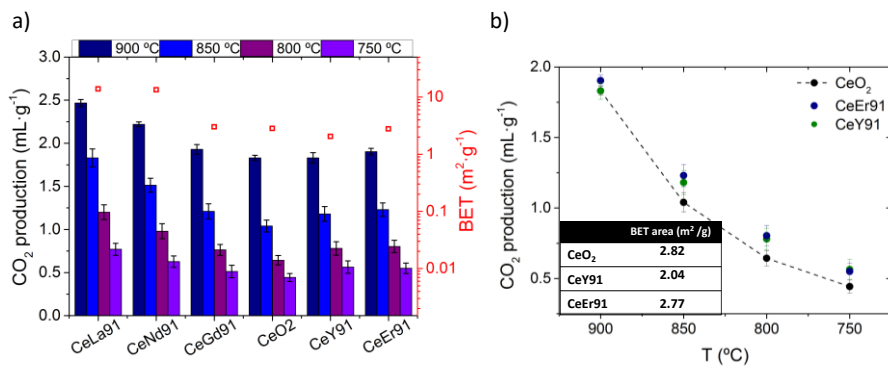 a)
900 ºC 850 ºC 800 ºC 750 ºC
3.0
2.5
2.0
1.5
1.0
0.5
0.0
CO₂ production (mL·g⁻¹)
10
1
0.1
0.01
BET (m²·g⁻¹)
CeLa91 CeNd91 CeGd91 CeO2 CeY91 CeEr91
b)
2.0
1.5
1.0
0.5
CO₂ production (mL·g⁻¹)
CeO₂
CeEr91
CeY91
BET area (m² /g)
CeO₂ 2.82
CeY91 2.04
CeEr91 2.77
900 850 800 750
T (ºC)